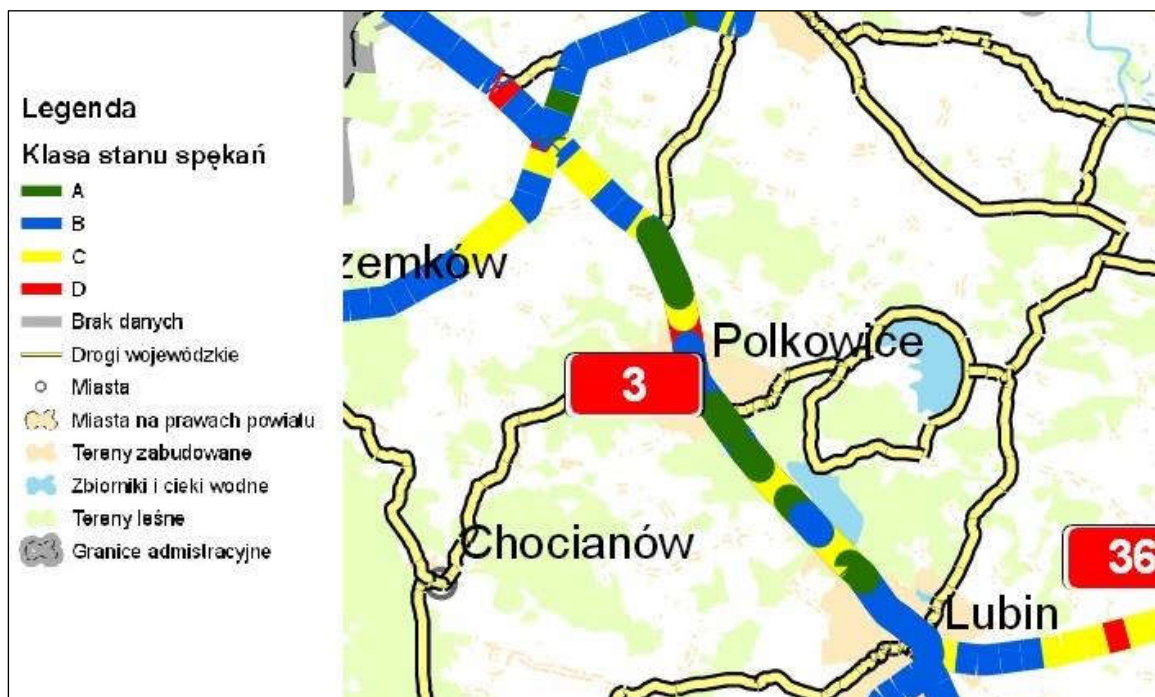 Legenda
Klasa stanu spękań
A
B
C
D
Brak danych
Drogi wojewódzkie
Miasta
Miasta na prawach powiatu
Tereny zabudowane
Zbiorniki i cieki wodne
Tereny leśne
Granice admistracyjne
zemków
Polkowice
3
Chocianów
36
Lubin